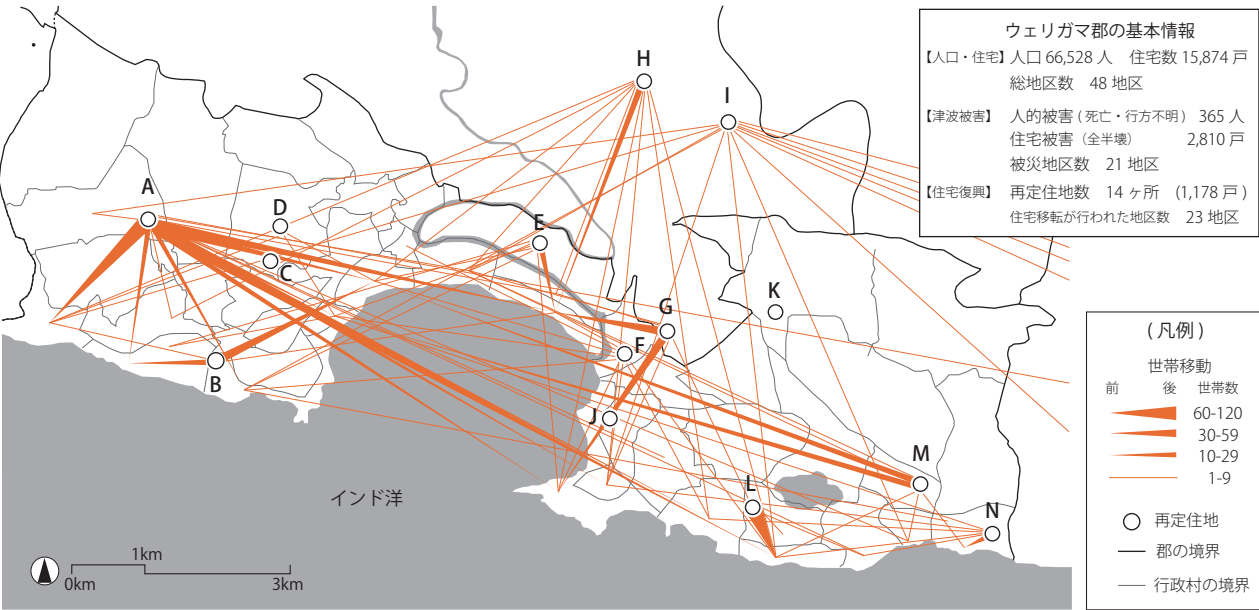 ウェリガマ郡の基本情報
【人口・住宅】人口 66,528 人 住宅数 15,874 戸
総地区数 48 地区
【津波被害】 人的被害 ( 死亡・行方不明 ) 365 人
住宅被害 (全半壊) 2,810 戸
被災地区数 21 地区
【住宅復興】 再定住地数 14 ヶ所 (1,178 戸 )
住宅移転が行われた地区数 23 地区
H
I
A
D
E
C
K
G
F
B
J
M
L
N
インド洋
1km
0km 3km
( 凡例 )
世帯移動
前 後 世帯数
60-120
30-59
10-29
1-9
再定住地
郡の境界
行政村の境界